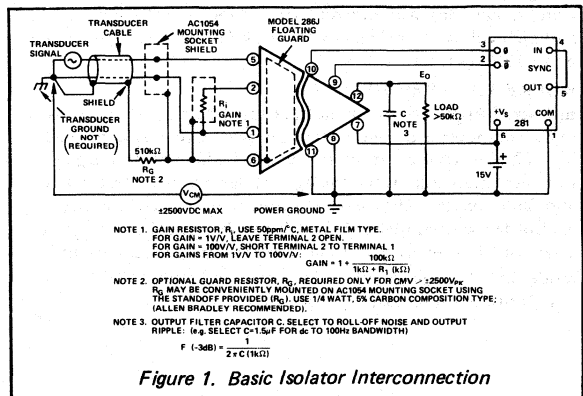 TRANSDUCER
CABLE
AC1054
MOUNTING
SOCKET
SHIELD
MODEL 286J
FLOATING
GUARD
TRANSDUCER
SIGNAL
SHIELD
TRANSDUCER
GROUND
NOT
(REQUIRED)
510kΩ
RG
NOTE 2
Ri
GAIN
NOTE 1
5
2
1
6
10
9
12
7
8
11
EO
C
NOTE
3
LOAD
>50kΩ
3 φ
2 φ̅
IN 4
SYNC
OUT 5
+VS
COM
6
281
1
15V
VCM
±2500VDC MAX
POWER GROUND
NOTE 1. GAIN RESISTOR, Ri, USE 50ppm/°C, METAL FILM TYPE.
FOR GAIN = 1V/V, LEAVE TERMINAL 2 OPEN.
FOR GAIN = 100V/V, SHORT TERMINAL 2 TO TERMINAL 1
FOR GAINS FROM 1V/V TO 100V/V:
GAIN = 1 + 100kΩ / 1kΩ + R1 (kΩ)
NOTE 2. OPTIONAL GUARD RESISTOR, RG, REQUIRED ONLY FOR CMV > ±2500VPK
RG MAY BE CONVENIENTLY MOUNTED ON AC1054 MOUNTING SOCKET USING
THE STANDOFF PROVIDED (RG). USE 1/4 WATT, 5% CARBON COMPOSITION TYPE;
(ALLEN BRADLEY RECOMMENDED).
NOTE 3. OUTPUT FILTER CAPACITOR C. SELECT TO ROLL-OFF NOISE AND OUTPUT
RIPPLE: (e.g. SELECT C=1.5μF FOR dc TO 100Hz BANDWIDTH)
F (-3dB) = 1 / 2πC (1kΩ)
Figure 1. Basic Isolator Interconnection